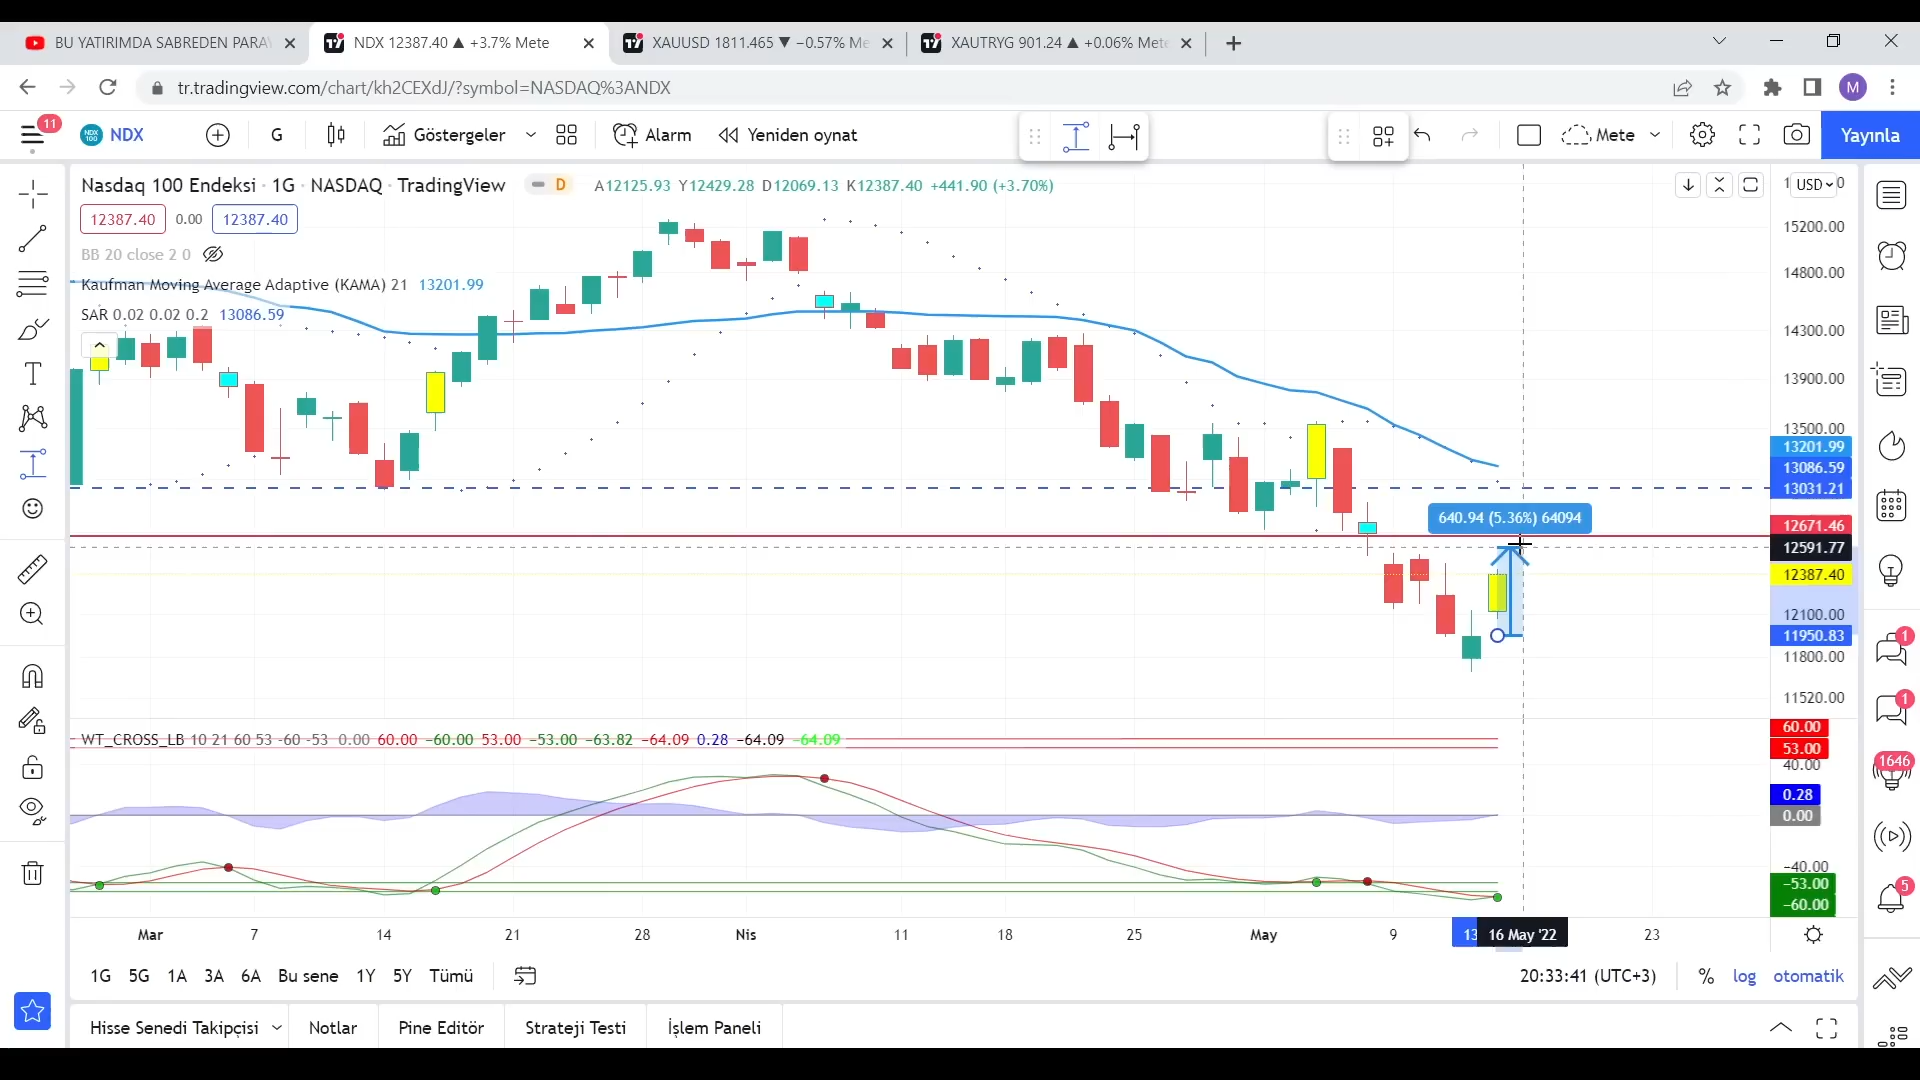 BU YATIRIMDA SABREDEN PARAY
NDX 12387.40 ▲ +3.7% Mete
XAUUSD 1811.465 ▼ −0.57% Me
XAUTRYG 901.24 ▲ +0.06% Mete
tr.tradingview.com/chart/kh2CEXdJ/?symbol=NASDAQ%3ANDX
M
11
NDX
G
Göstergeler
Alarm
Yeniden oynat
Mete
Yayınla
Nasdaq 100 Endeksi · 1G · NASDAQ · TradingView
D
A12125.93 Y12429.28 D12069.13 K12387.40 +441.90 (+3.70%)
USD
12387.40 0.00 12387.40
BB 20 close 2 0
Kaufman Moving Average Adaptive (KAMA) 21 13201.99
SAR 0.02 0.02 0.2 13086.59
15200.00
14800.00
14300.00
13900.00
13500.00
13201.99
13086.59
13031.21
640.94 (5.36%) 64094
12671.46
12591.77
12387.40
12100.00
11950.83
11800.00
11520.00
WT_CROSS_LB 10 21 60 53 -60 -53 0.00 60.00 −60.00 53.00 −53.00 −63.82 −64.09 0.28 −64.09 −64.09
60.00
53.00
40.00
0.28
0.00
−40.00
−53.00
−60.00
1
1
1646
5
Mar 7 14 21 28 Nis 11 18 25 May 9 13 16 May '22 23
1G 5G 1A 3A 6A Bu sene 1Y 5Y Tümü
20:33:41 (UTC+3) % log otomatik
Hisse Senedi Takipçisi
Notlar
Pine Editör
Strateji Testi
İşlem Paneli